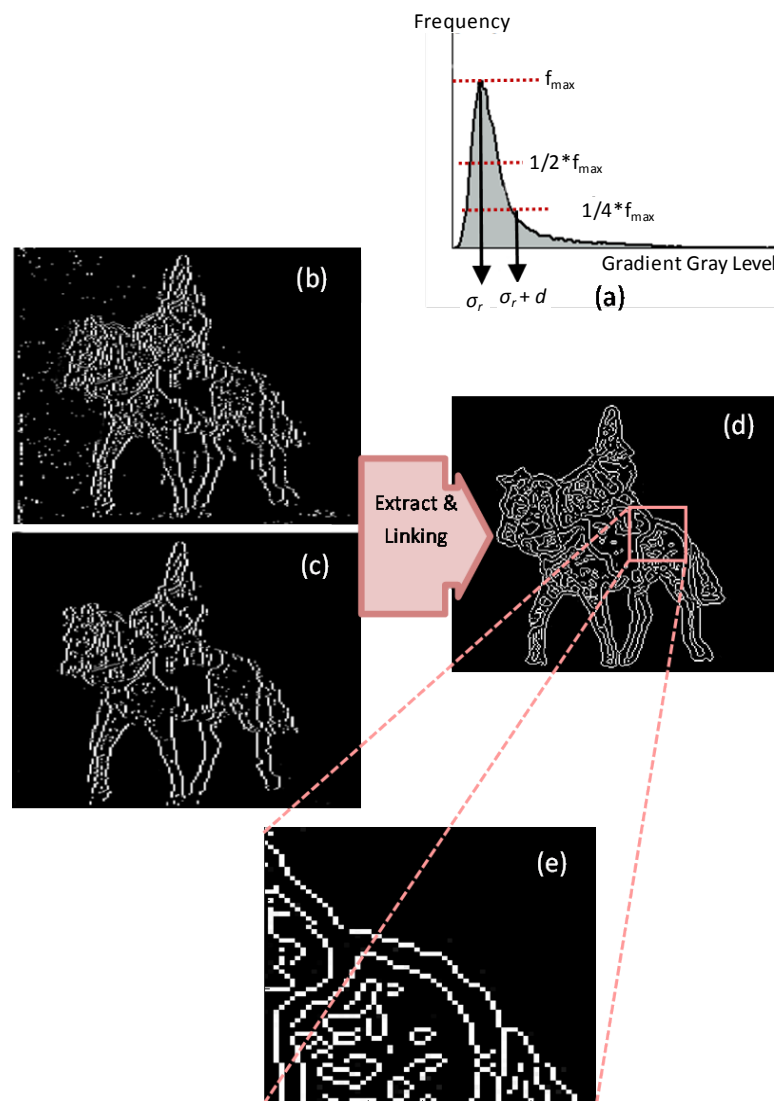 Frequency
f_max
1/2*f_max
1/4*f_max
Gradient Gray Level
σ_r
σ_r + d
(a)
(b)
(c)
Extract &
Linking
(d)
(e)